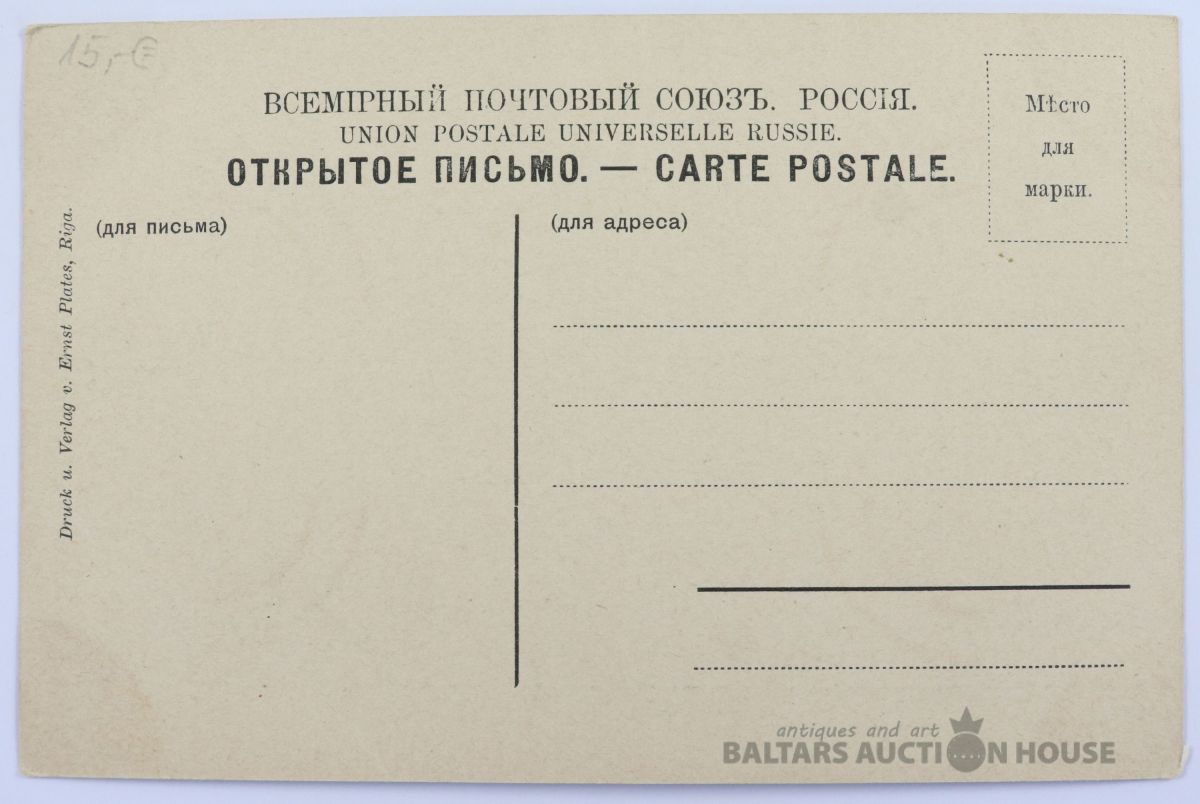 15,-€
ВСЕМІРНЫЙ ПОЧТОВЫЙ СОЮЗЪ. РОССІЯ.
UNION POSTALE UNIVERSELLE RUSSIE.
ОТКРЫТОЕ ПИСЬМО. — CARTE POSTALE.
Мѣсто
для
марки.
(для письма)
(для адреса)
Druck u. Verlag v. Ernst Plates, Riga.
antiques and art
BALTARS AUCTION HOUSE